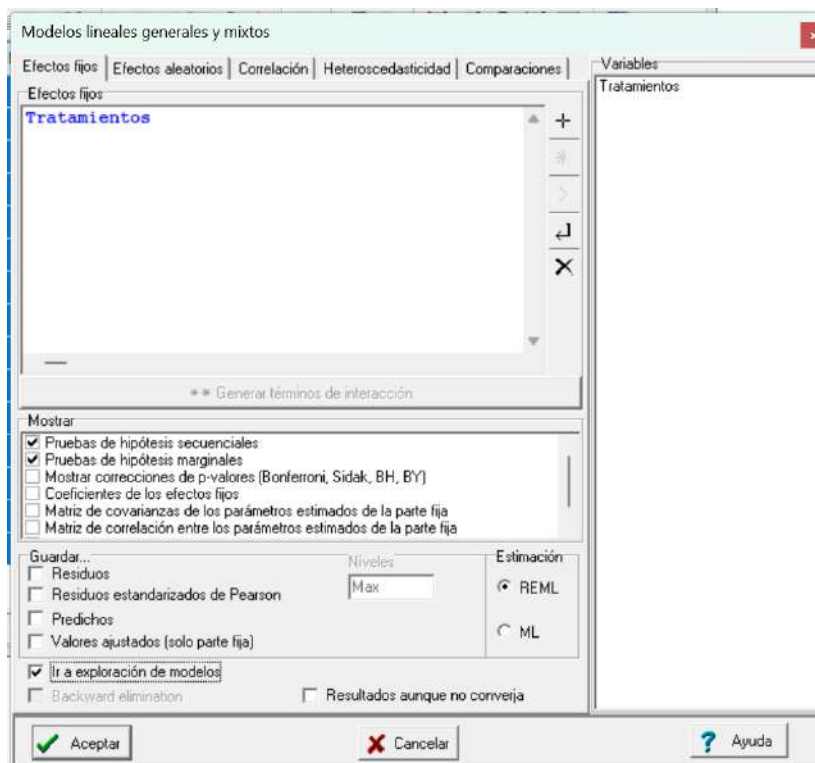 Modelos lineales generales y mixtos
Efectos fijos Efectos aleatorios Correlación Heteroscedasticidad Comparaciones
Variables
Efectos fijos
Tratamientos
Tratamientos
** Generar términos de interacción
Mostrar
Pruebas de hipótesis secuenciales
Pruebas de hipótesis marginales
Mostrar correcciones de p-valores (Bonferroni, Sidak, BH, BY)
Coeficientes de los efectos fijos
Matriz de covarianzas de los parámetros estimados de la parte fija
Matriz de correlación entre los parámetros estimados de la parte fija
Guardar...
Niveles
Estimación
Residuos
Max
REML
Residuos estandarizados de Pearson
Predichos
ML
Valores ajustados (solo parte fija)
Ir a exploración de modelos
Backward elimination
Resultados aunque no converja
Aceptar
Cancelar
? Ayuda